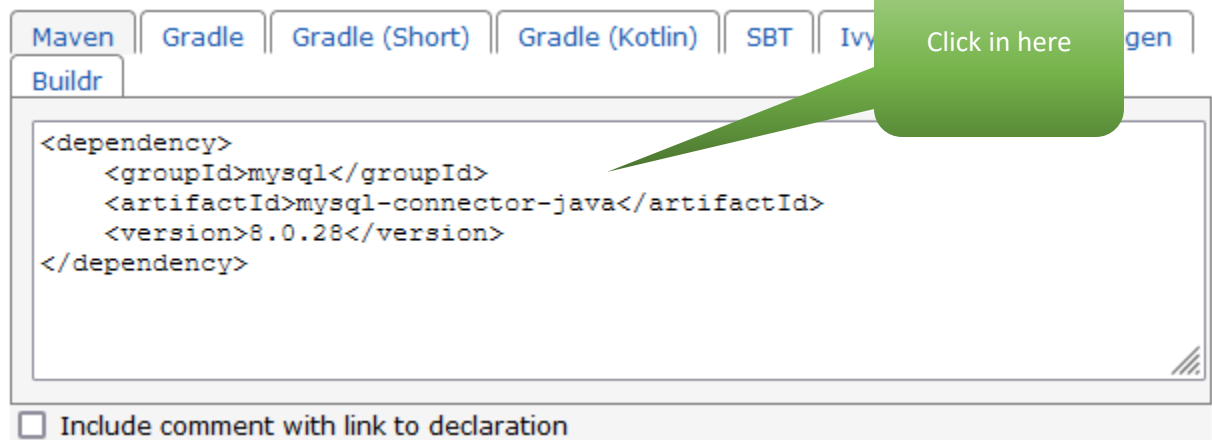 Maven Gradle Gradle (Short) Gradle (Kotlin) SBT Ivy gen
Click in here
Buildr
<dependency>
    <groupId>mysql</groupId>
    <artifactId>mysql-connector-java</artifactId>
    <version>8.0.28</version>
</dependency>
Include comment with link to declaration